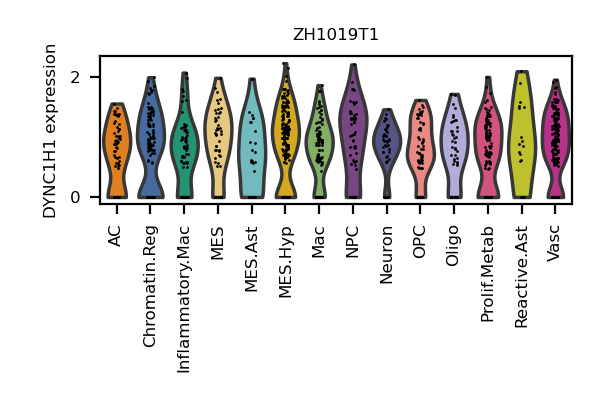 ZH1019T1
DYNC1H1 expression
2
0
AC
Chromatin.Reg
Inflammatory.Mac
MES
MES.Ast
MES.Hyp
Mac
NPC
Neuron
OPC
Oligo
Prolif.Metab
Reactive.Ast
Vasc